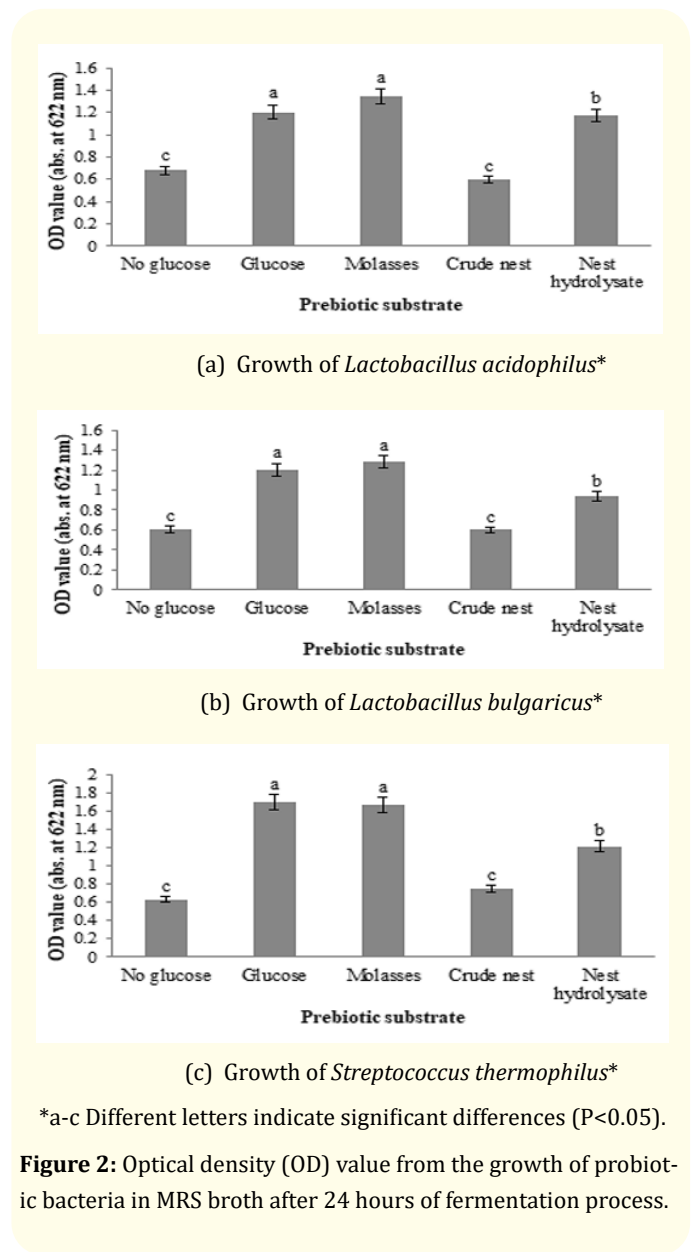 1.6
1.4
1.2
1
0.8
0.6
0.4
0.2
0
OD value (abs. at 622 nm)
c
a
a
c
b
No glucose Glucose Molasses Crude nest Nest hydrolysate
Prebiotic substrate
(a) Growth of Lactobacillus acidophilus*
1.6
1.4
1.2
1
0.8
0.6
0.4
0.2
0
OD value (abs. at 622 nm)
c
a
a
c
b
No glucose Glucose Molasses Crude nest Nest hydrolysate
Prebiotic substrate
(b) Growth of Lactobacillus bulgaricus*
2
1.8
1.6
1.4
1.2
1
0.8
0.6
0.4
0.2
0
OD value (abs. at 622 nm)
c
a
a
c
b
No glucose Glucose Molasses Crude nest Nest hydrolysate
Prebiotic substrate
(c) Growth of Streptococcus thermophilus*
*a-c Different letters indicate significant differences (P<0.05).
Figure 2: Optical density (OD) value from the growth of probiot-
ic bacteria in MRS broth after 24 hours of fermentation process.